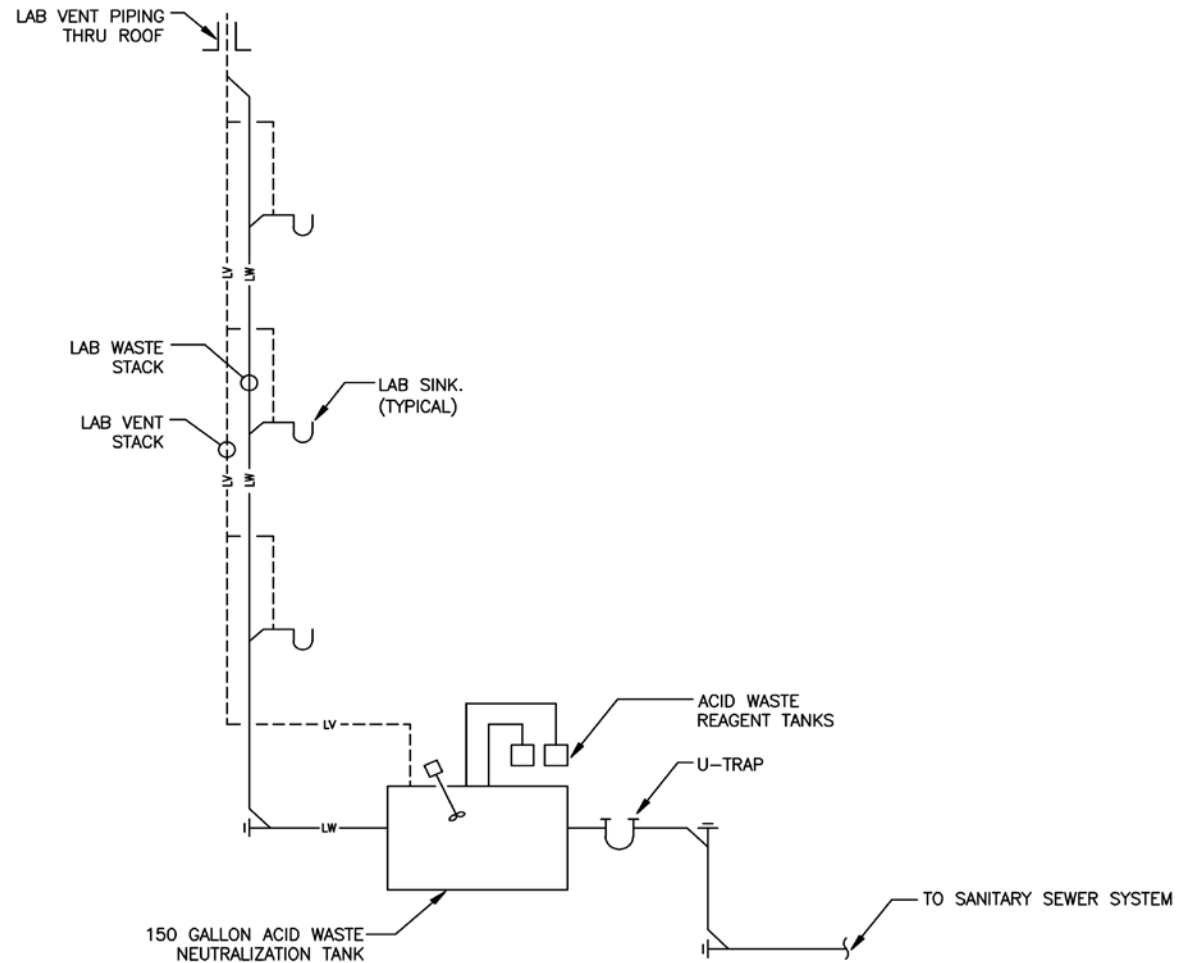 LAB VENT PIPING
THRU ROOF
LV
LW
LAB WASTE
STACK
LAB SINK.
(TYPICAL)
LAB VENT
STACK
LV
LW
ACID WASTE
REAGENT TANKS
LV
U-TRAP
LW
TO SANITARY SEWER SYSTEM
150 GALLON ACID WASTE
NEUTRALIZATION TANK